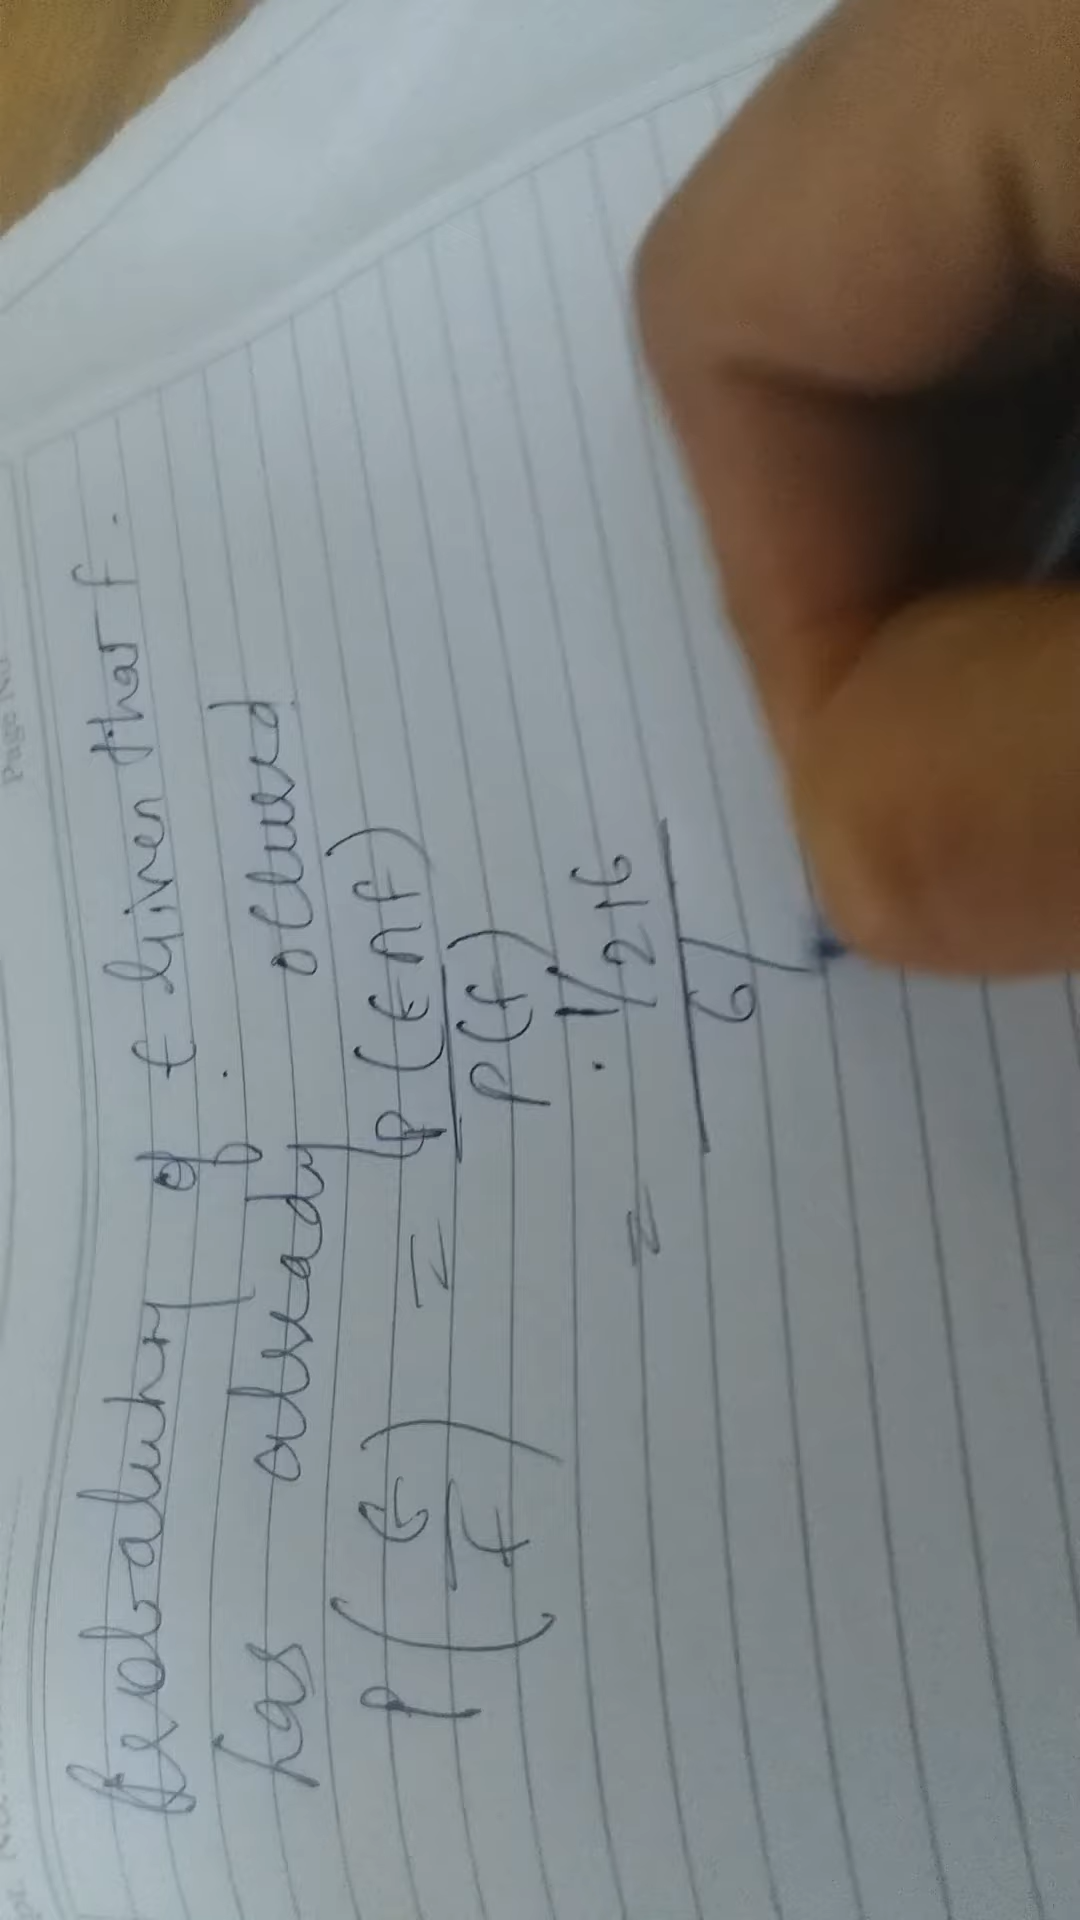 Probability of E Given that F.
has already occured
P(E/F) = P(E∩F)/P(F)
= 1/216
6/